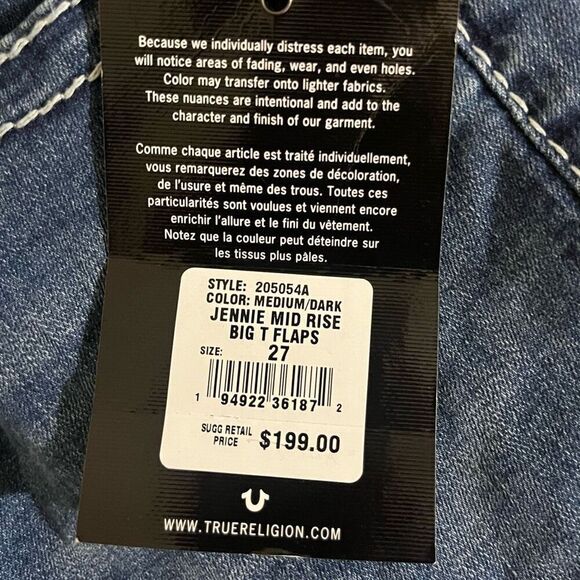 Because we individually distress each item, you
will notice areas of fading, wear, and even holes.
Color may transfer onto lighter fabrics.
These nuances are intentional and add to the
character and finish of our garment.
Comme chaque article est traité individuellement,
vous remarquerez des zones de décoloration,
de l'usure et même des trous. Toutes ces
particularités sont voulues et viennent encore
enrichir l'allure et le fini du vêtement.
Notez que la couleur peut déteindre sur
les tissus plus pâles.
STYLE: 205054A
COLOR: MEDIUM/DARK
JENNIE MID RISE
BIG T FLAPS
SIZE: 27
1 94922 36187 2
SUGG RETAIL
PRICE $199.00
WWW.TRUERELIGION.COM